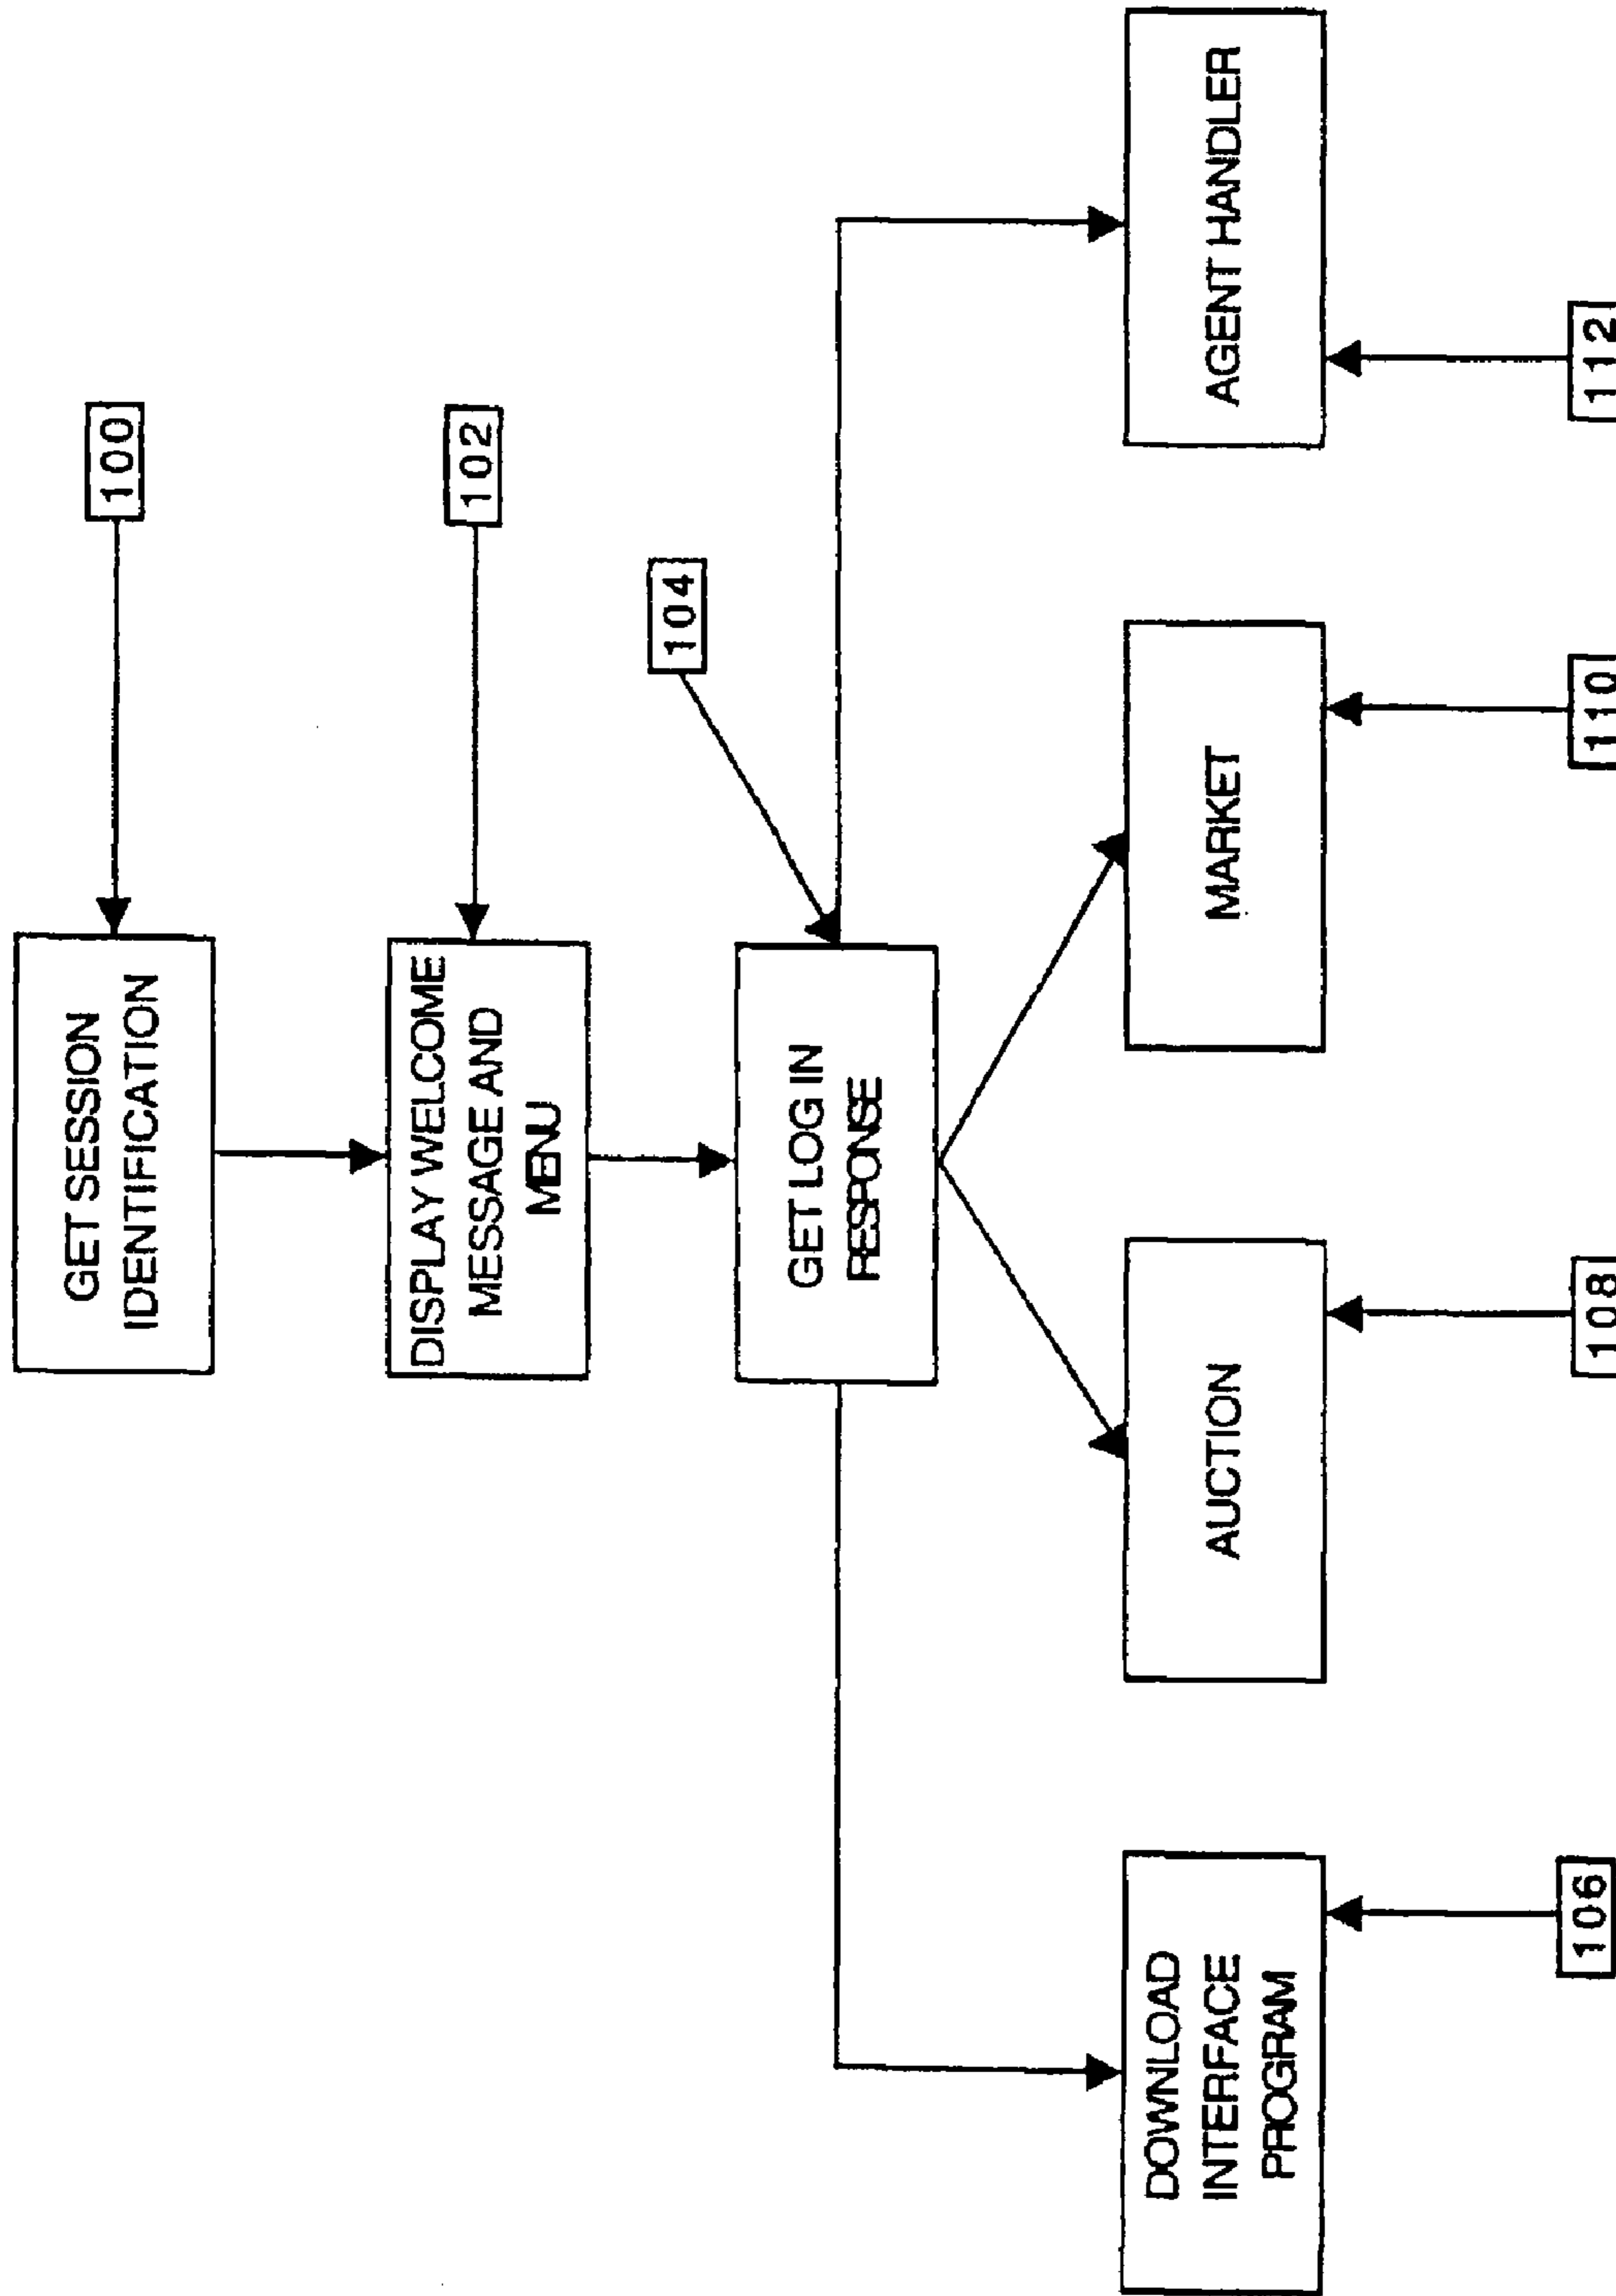 GET SESSION
IDENTIFICATION
100
DISPLAY WELCOME
MESSAGE AND
MENU
102
104
GET LOG IN
RESPONSE
DOWNLOAD
INTERFACE
PROGRAM
AUCTION
MARKET
AGENT HANDLER
106
108
110
112